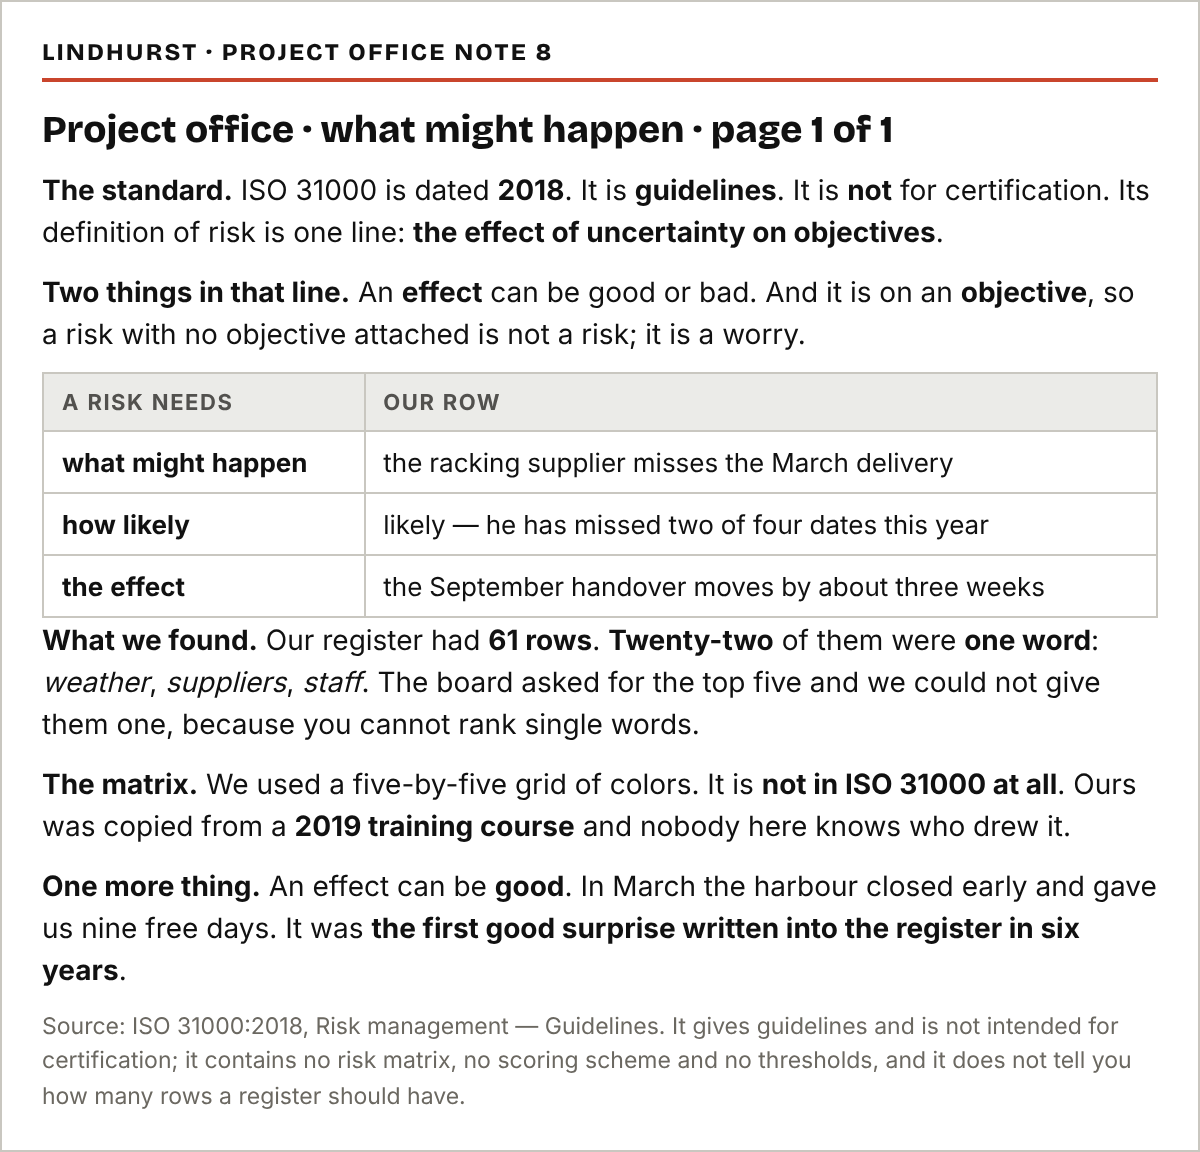 LINDHURST · PROJECT OFFICE NOTE 8
Project office · what might happen · page 1 of 1
The standard. ISO 31000 is dated 2018. It is guidelines. It is not for certification. Its
definition of risk is one line: the effect of uncertainty on objectives.
Two things in that line. An effect can be good or bad. And it is on an objective, so
a risk with no objective attached is not a risk; it is a worry.
A RISK NEEDS OUR ROW
what might happen the racking supplier misses the March delivery
how likely likely — he has missed two of four dates this year
the effect the September handover moves by about three weeks
What we found. Our register had 61 rows. Twenty-two of them were one word:
weather, suppliers, staff. The board asked for the top five and we could not give
them one, because you cannot rank single words.
The matrix. We used a five-by-five grid of colors. It is not in ISO 31000 at all. Ours
was copied from a 2019 training course and nobody here knows who drew it.
One more thing. An effect can be good. In March the harbour closed early and gave
us nine free days. It was the first good surprise written into the register in six
years.
Source: ISO 31000:2018, Risk management — Guidelines. It gives guidelines and is not intended for
certification; it contains no risk matrix, no scoring scheme and no thresholds, and it does not tell you
how many rows a register should have.